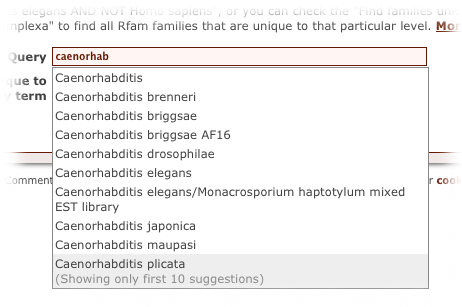 s elegans AND NOT Homo sapiens", or you can check the "Find families uni
mplexa" to find all Rfam families that are unique to that particular level. Mor
Query caenorhab
que to Caenorhabditis
term Caenorhabditis brenneri
Caenorhabditis briggsae
Caenorhabditis briggsae AF16
Caenorhabditis drosophilae
Caenorhabditis elegans
Comment Caenorhabditis elegans/Monacrosporium haptotylum mixed r cook
EST library
Caenorhabditis japonica
Caenorhabditis maupasi
Caenorhabditis plicata
(Showing only first 10 suggestions)